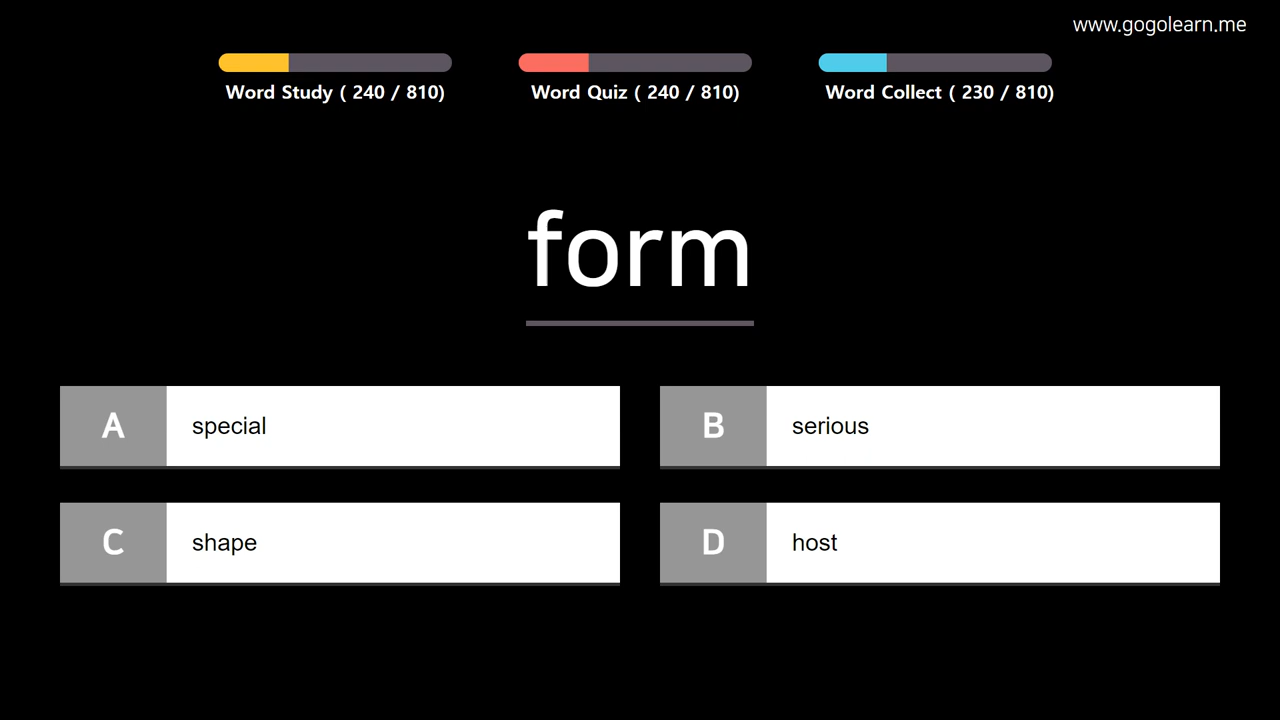 www.gogolearn.me
Word Study ( 240 / 810)
Word Quiz ( 240 / 810)
Word Collect ( 230 / 810)
form
A special
B serious
C shape
D host